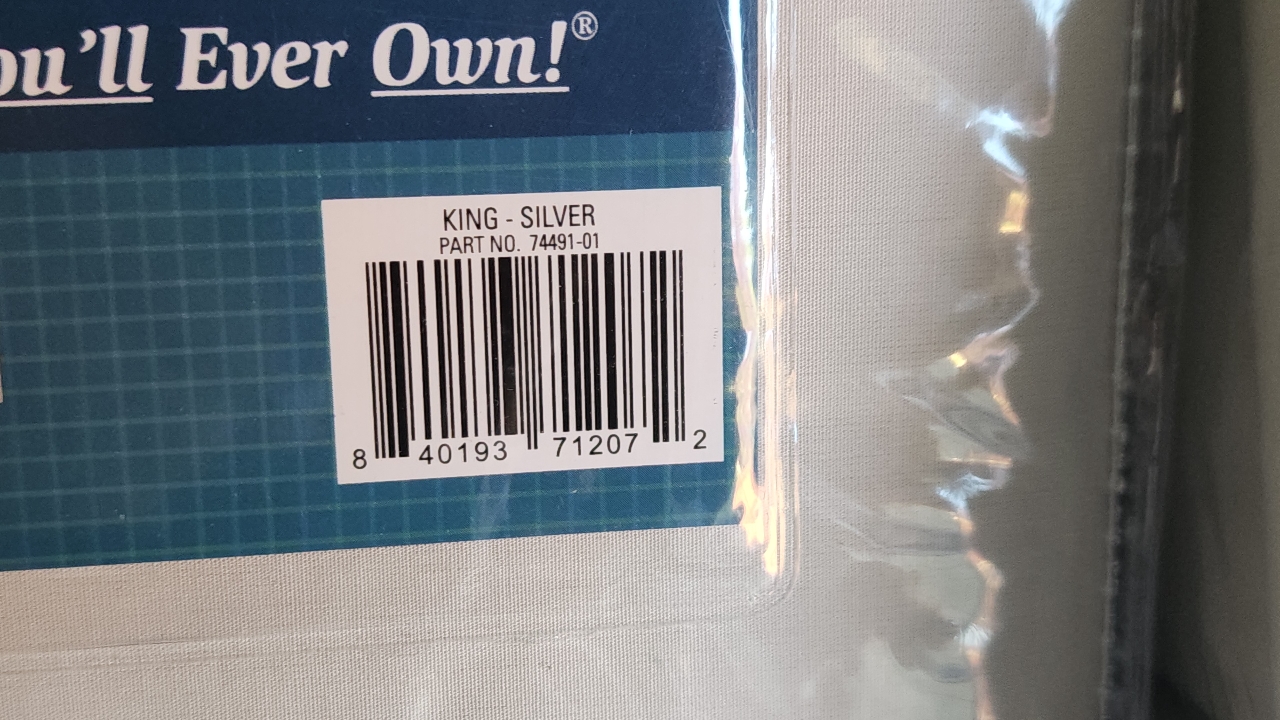 ou'll Ever Own!®
KING - SILVER
PART NO. 74491-01
8 40193 71207 2